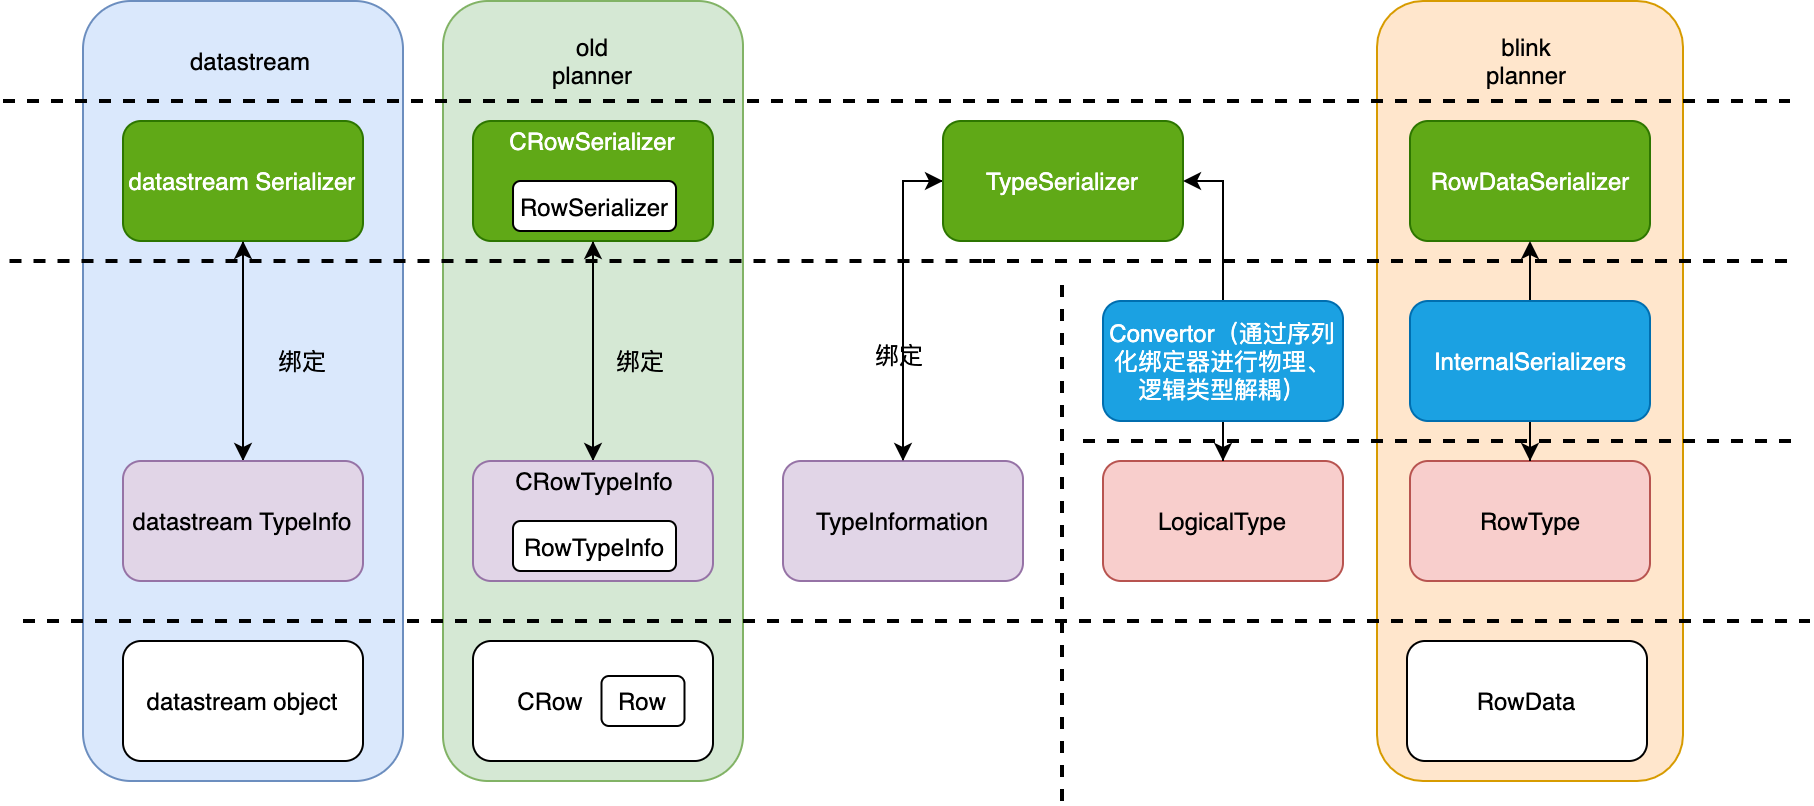 datastream
old
planner
blink
planner
datastream Serializer
CRowSerializer
RowSerializer
TypeSerializer
RowDataSerializer
绑定
绑定
绑定
Convertor（通过序列
化绑定器进行物理、
逻辑类型解耦）
InternalSerializers
datastream TypeInfo
CRowTypeInfo
RowTypeInfo
TypeInformation
LogicalType
RowType
datastream object
CRow
Row
RowData